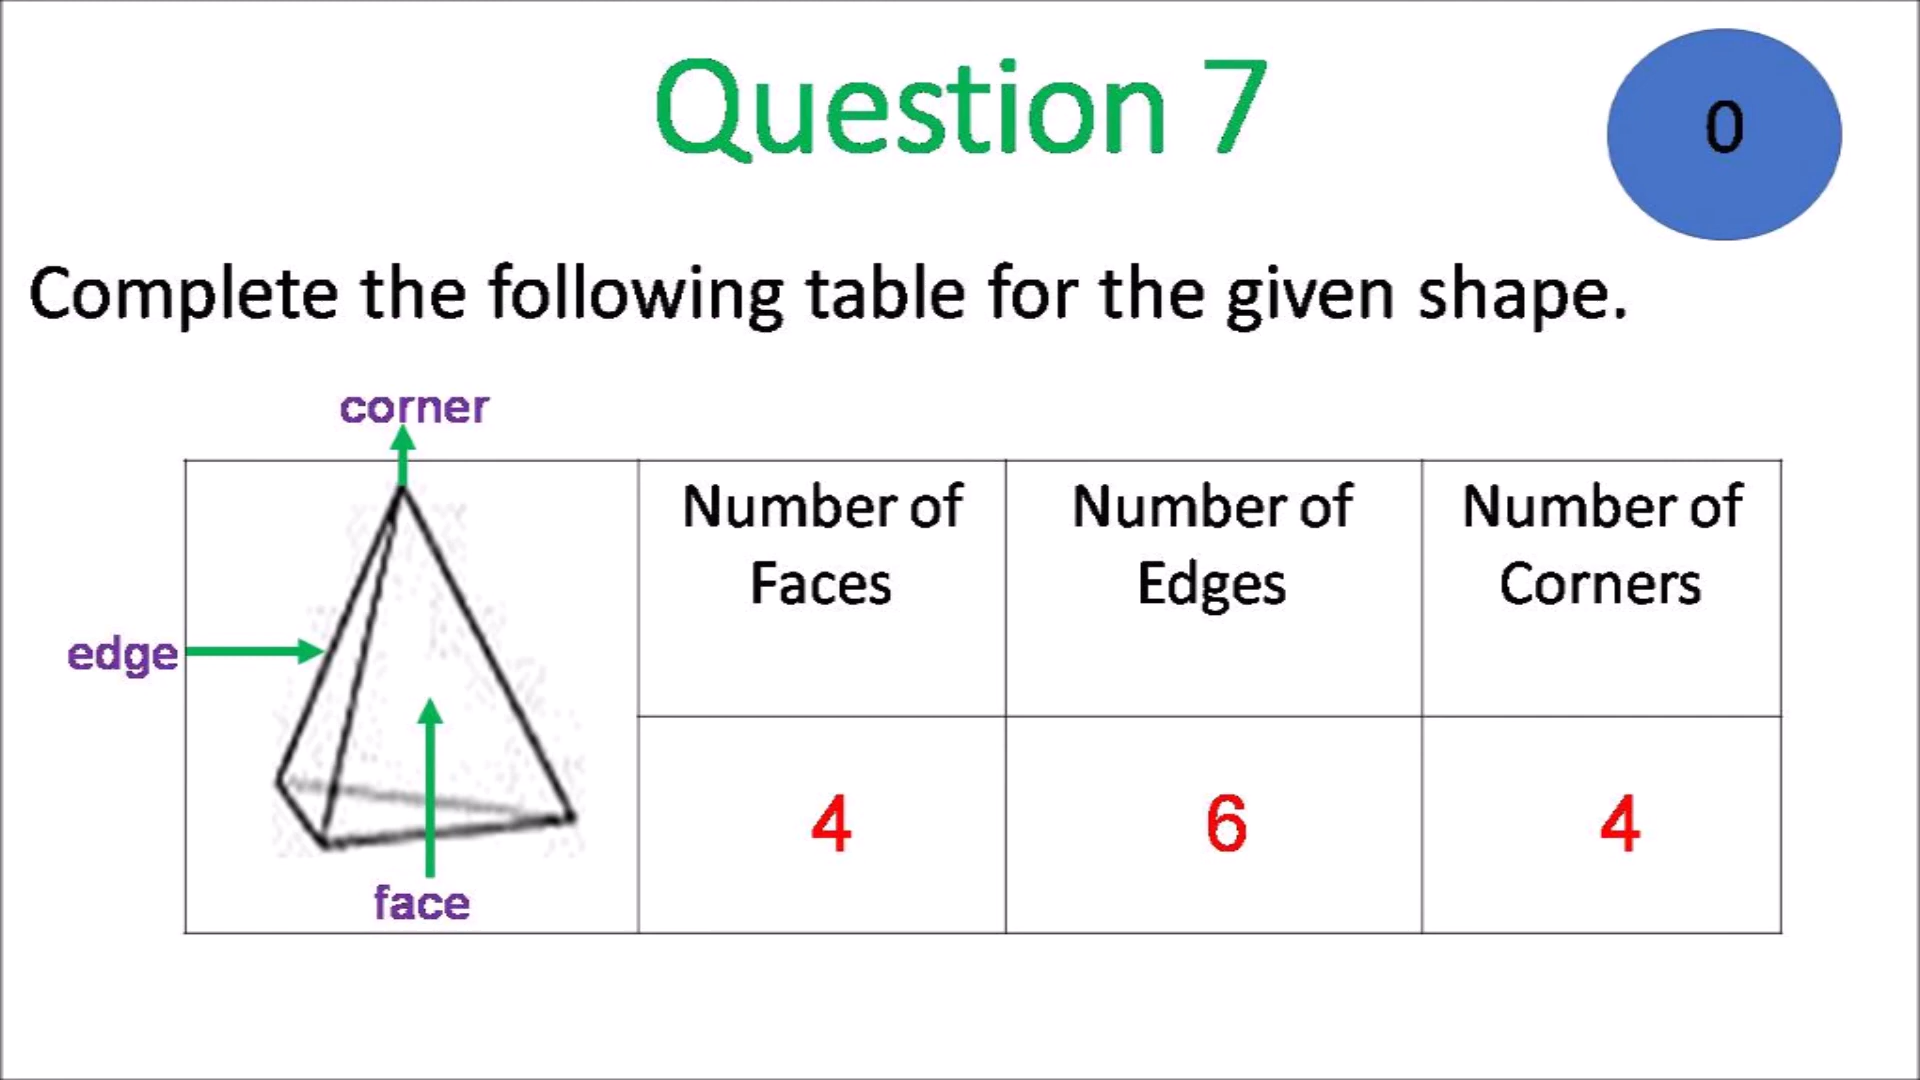 Question 7
0
Complete the following table for the given shape.
corner
edge
face
Number of
Faces
Number of
Edges
Number of
Corners
4
6
4